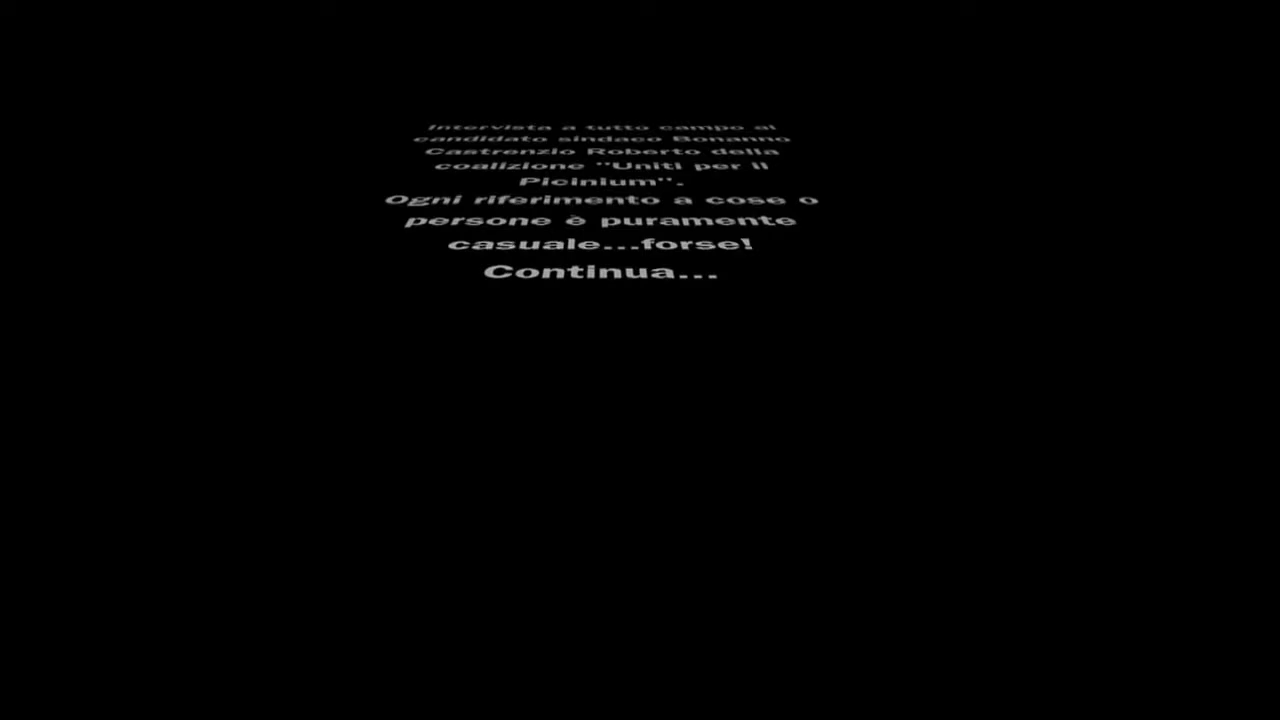 Intervista a tutto campo al
candidato sindaco Bonanno
Castrenzio Roberto della
coalizione "Uniti per il
Picinium".
Ogni riferimento a cose o
persone è puramente
casuale...forse!
Continua...